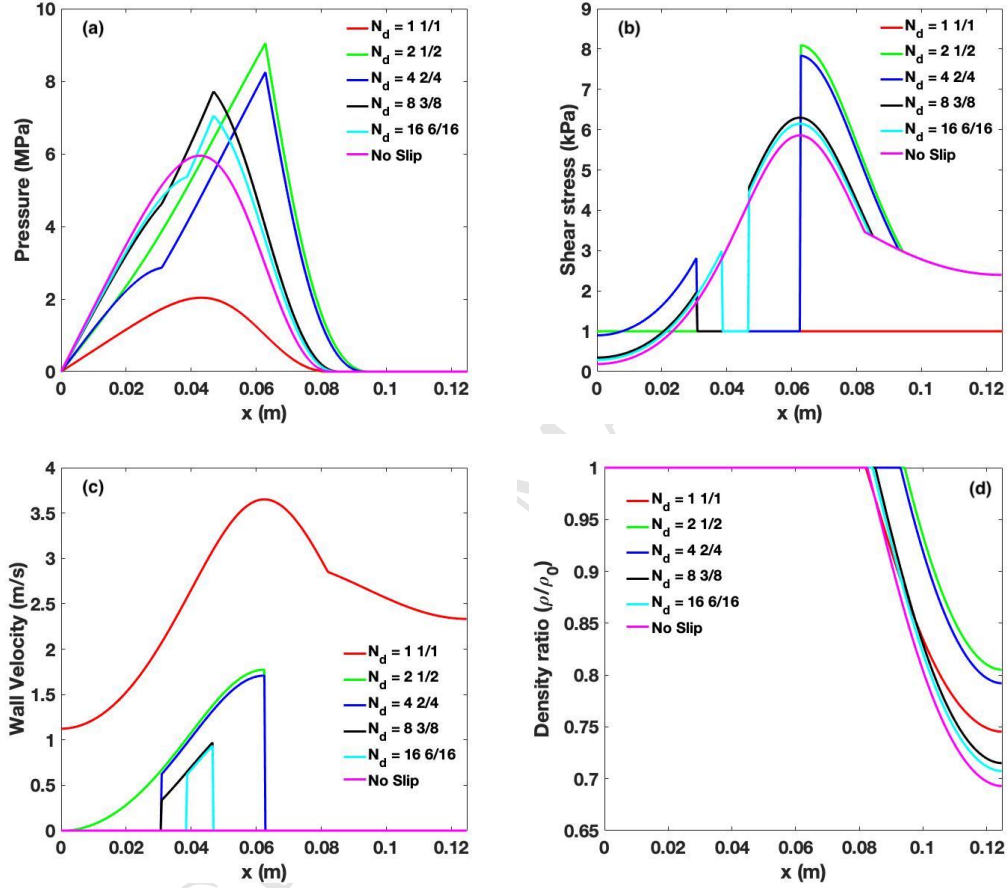 (a)
Pressure (MPa)
10
8
6
4
2
0
0 0.02 0.04 0.06 0.08 0.1 0.12
x (m)
N_d = 1 1/1
N_d = 2 1/2
N_d = 4 2/4
N_d = 8 3/8
N_d = 16 6/16
No Slip
(b)
Shear stress (kPa)
9
8
7
6
5
4
3
2
1
0
0 0.02 0.04 0.06 0.08 0.1 0.12
x (m)
N_d = 1 1/1
N_d = 2 1/2
N_d = 4 2/4
N_d = 8 3/8
N_d = 16 6/16
No Slip
(c)
Wall Velocity (m/s)
4
3.5
3
2.5
2
1.5
1
0.5
0
0 0.02 0.04 0.06 0.08 0.1 0.12
x (m)
N_d = 1 1/1
N_d = 2 1/2
N_d = 4 2/4
N_d = 8 3/8
N_d = 16 6/16
No Slip
(d)
Density ratio (ρ/ρ_0)
1
0.95
0.9
0.85
0.8
0.75
0.7
0.65
0 0.02 0.04 0.06 0.08 0.1 0.12
x (m)
N_d = 1 1/1
N_d = 2 1/2
N_d = 4 2/4
N_d = 8 3/8
N_d = 16 6/16
No Slip